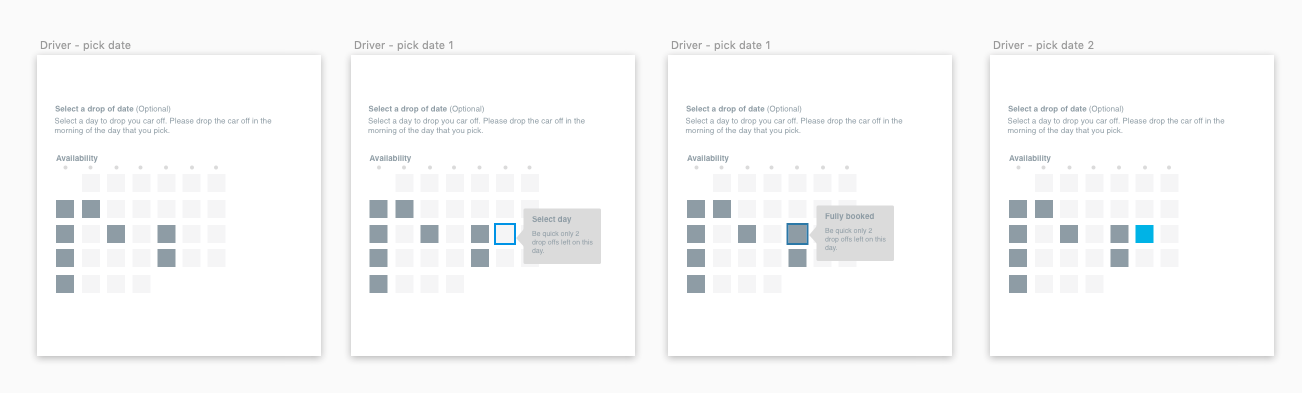 Driver - pick date
Select a drop of date (Optional)
Select a day to drop you car off. Please drop the car off in the
morning of the day that you pick.
Availability
Driver - pick date 1
Select a drop of date (Optional)
Select a day to drop you car off. Please drop the car off in the
morning of the day that you pick.
Availability
Select day
Be quick only 2
drop offs left on this
day.
Driver - pick date 1
Select a drop of date (Optional)
Select a day to drop you car off. Please drop the car off in the
morning of the day that you pick.
Availability
Fully booked
Be quick only 2
drop offs left on this
day.
Driver - pick date 2
Select a drop of date (Optional)
Select a day to drop you car off. Please drop the car off in the
morning of the day that you pick.
Availability